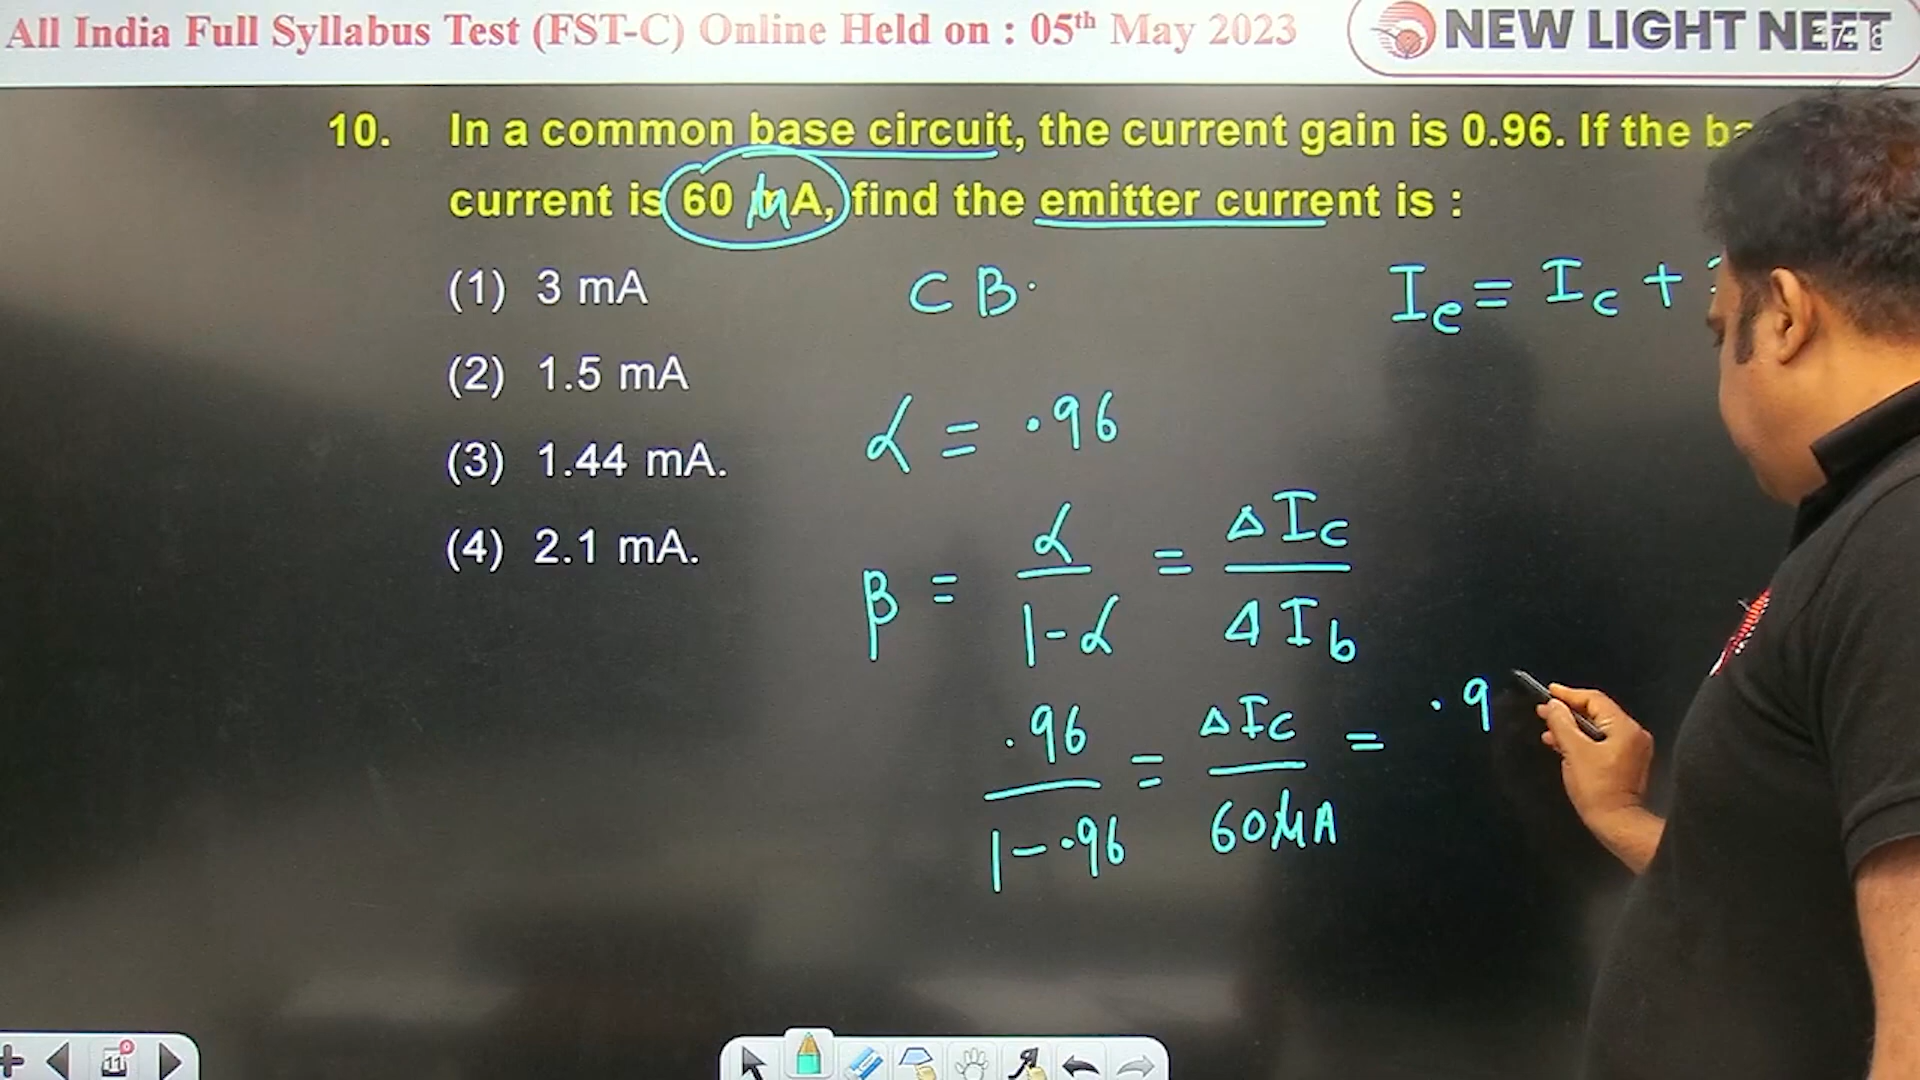 All India Full Syllabus Test (FST-C) Online Held on : 05th May 2023
NEW LIGHT NEET
10. In a common base circuit, the current gain is 0.96. If the
current is 60 μA, find the emitter current is :
(1) 3 mA
(2) 1.5 mA
(3) 1.44 mA.
(4) 2.1 mA.
CB.
Ie = Ic +
α = .96
β = α / 1-α = ΔIc / ΔIb
.96 / 1-.96 = ΔIc / 60μA = .9
11